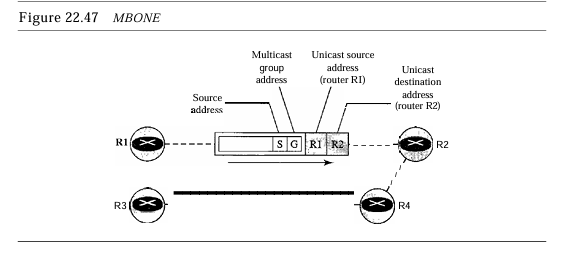 Figure 22.47 MBONE
Multicast
group
address
Unicast source
address
(router RI)
Unicast
destination
address
(router R2)
Source
address
R1
S G R1 R2
R2
R3
R4